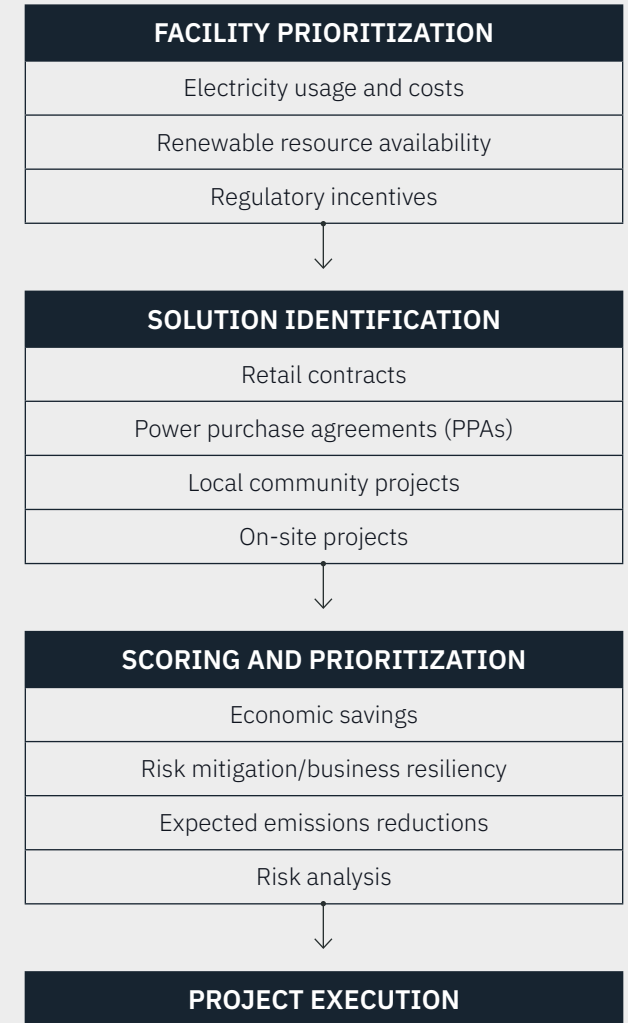 FACILITY PRIORITIZATION
Electricity usage and costs
Renewable resource availability
Regulatory incentives
SOLUTION IDENTIFICATION
Retail contracts
Power purchase agreements (PPAs)
Local community projects
On-site projects
SCORING AND PRIORITIZATION
Economic savings
Risk mitigation/business resiliency
Expected emissions reductions
Risk analysis
PROJECT EXECUTION